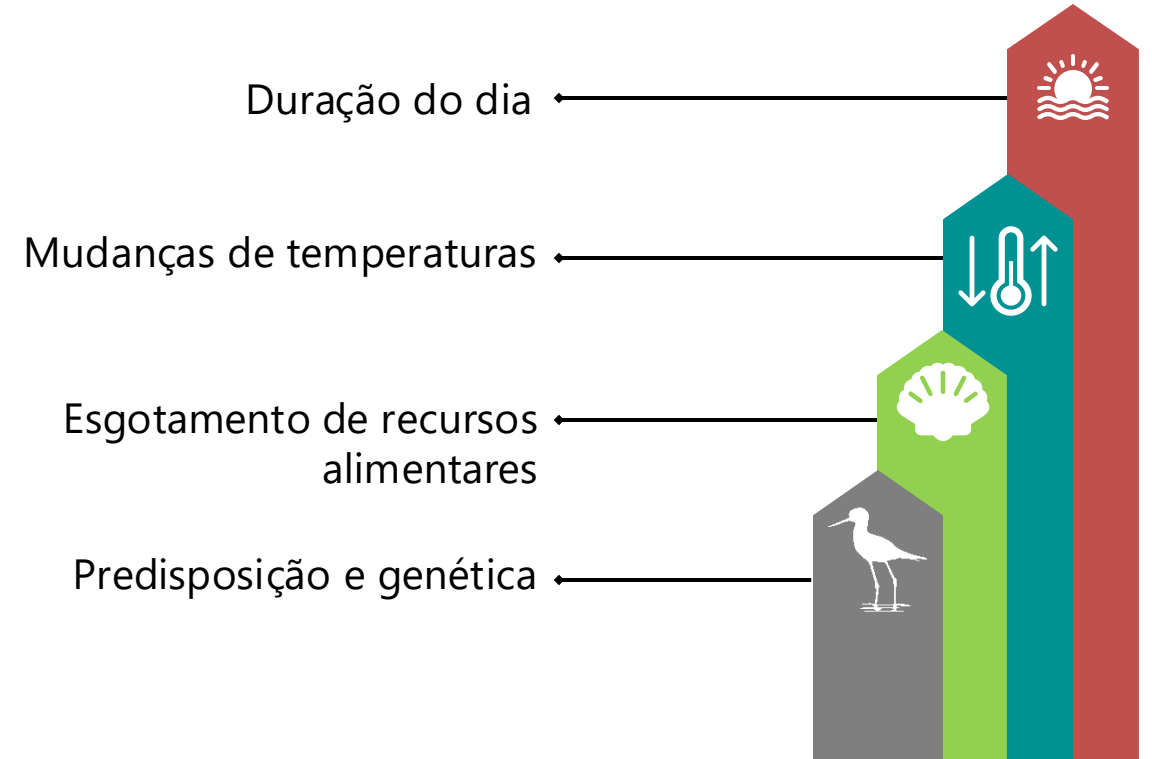 Duração do dia
Mudanças de temperaturas
Esgotamento de recursos
alimentares
Predisposição e genética